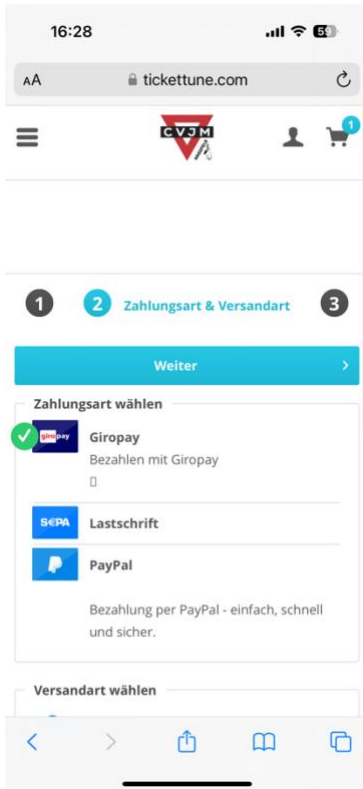 16:28
59
AA tickettune.com
CVJM
1
1 2 Zahlungsart & Versandart 3
Weiter
Zahlungsart wählen
giropay
Giropay
Bezahlen mit Giropay
SEPA
Lastschrift
PayPal
Bezahlung per PayPal - einfach, schnell
und sicher.
Versandart wählen